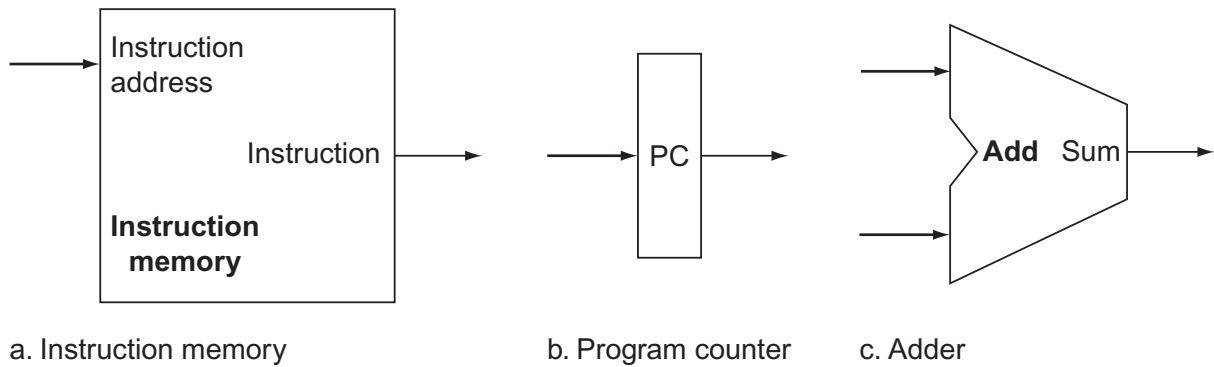 Instruction
address
Instruction
Instruction
memory
PC
Add Sum
a. Instruction memory
b. Program counter
c. Adder